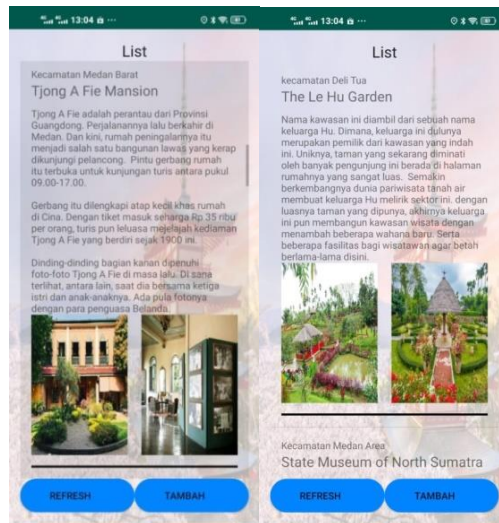 13:04
List
Kecamatan Medan Barat
Tjong A Fie Mansion
Tjong A Fie adalah perantau dari Provinsi
Guangdong. Perjalanannya lalu berkahir di
Medan. Dan kini, rumah peningalannya itu
menjadi salah satu bangunan lawas yang kerap
dikunjungi pelancong. Pintu gerbang rumah
itu terbuka untuk kunjungan turis antara pukul
09.00-17.00.
Gerbang itu dilengkapi atap kecil khas rumah
di Cina. Dengan tiket masuk seharga Rp 35 ribu
per orang, turis pun leluasa mejelajah kediaman
Tjong A Fie yang berdiri sejak 1900 ini.
Dinding-dinding bagian kanan dipenuhi
foto-foto Tjong A Fie di masa lalu. Di sana
terlihat, antara lain, saat dia bersama ketiga
istri dan anak-anaknya. Ada pula fotonya
dengan para penguasa Belanda.
REFRESH
TAMBAH
13:04
List
kecamatan Deli Tua
The Le Hu Garden
Nama kawasan ini diambil dari sebuah nama
keluarga Hu. Dimana, keluarga ini dulunya
merupakan pemilik dari kawasan yang indah
ini. Uniknya, taman yang sekarang diminati
oleh banyak pengunjung ini berada di halaman
rumahnya yang sangat luas. Semakin
berkembangnya dunia pariwisata tanah air
membuat keluarga Hu melirik sektor ini. dengan
luasnya taman yang dipunya, akhirnya keluarga
ini pun membangun kawasan wisata dengan
menambah beberapa wahana baru. Serta
beberapa fasilitas bagi wisatawan agar betah
berlama-lama disini.
Kecamatan Medan Area
State Museum of North Sumatra
REFRESH
TAMBAH